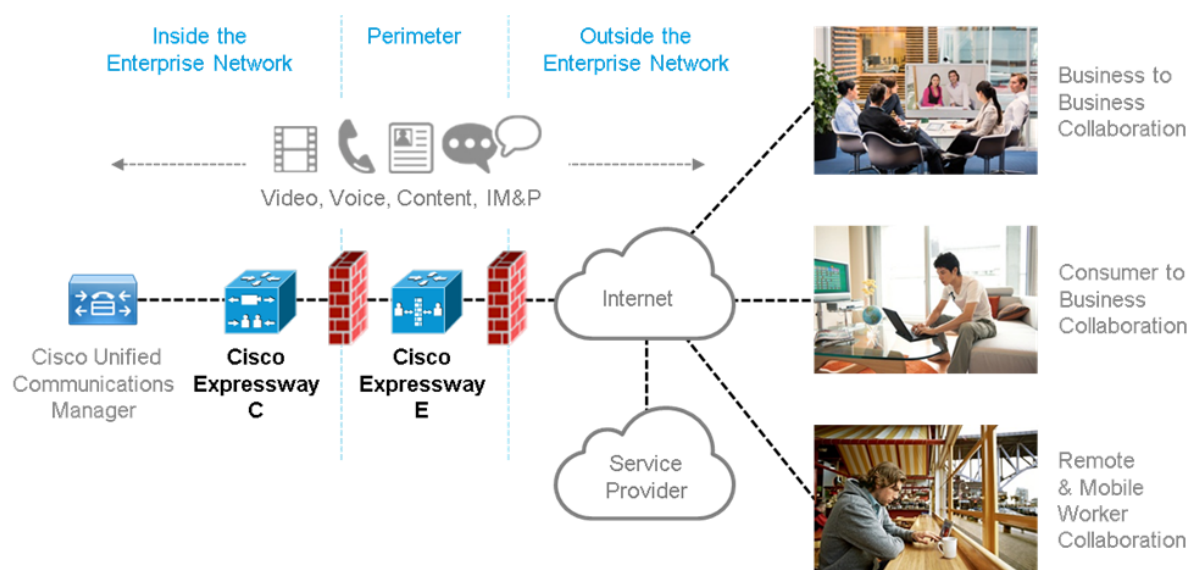 Inside the
Enterprise Network
Perimeter
Outside the
Enterprise Network
Video, Voice, Content, IM&P
Business to
Business
Collaboration
Internet
Consumer to
Business
Collaboration
Cisco Unified
Communications
Manager
Cisco
Expressway
C
Cisco
Expressway
E
Service
Provider
Remote
& Mobile
Worker
Collaboration